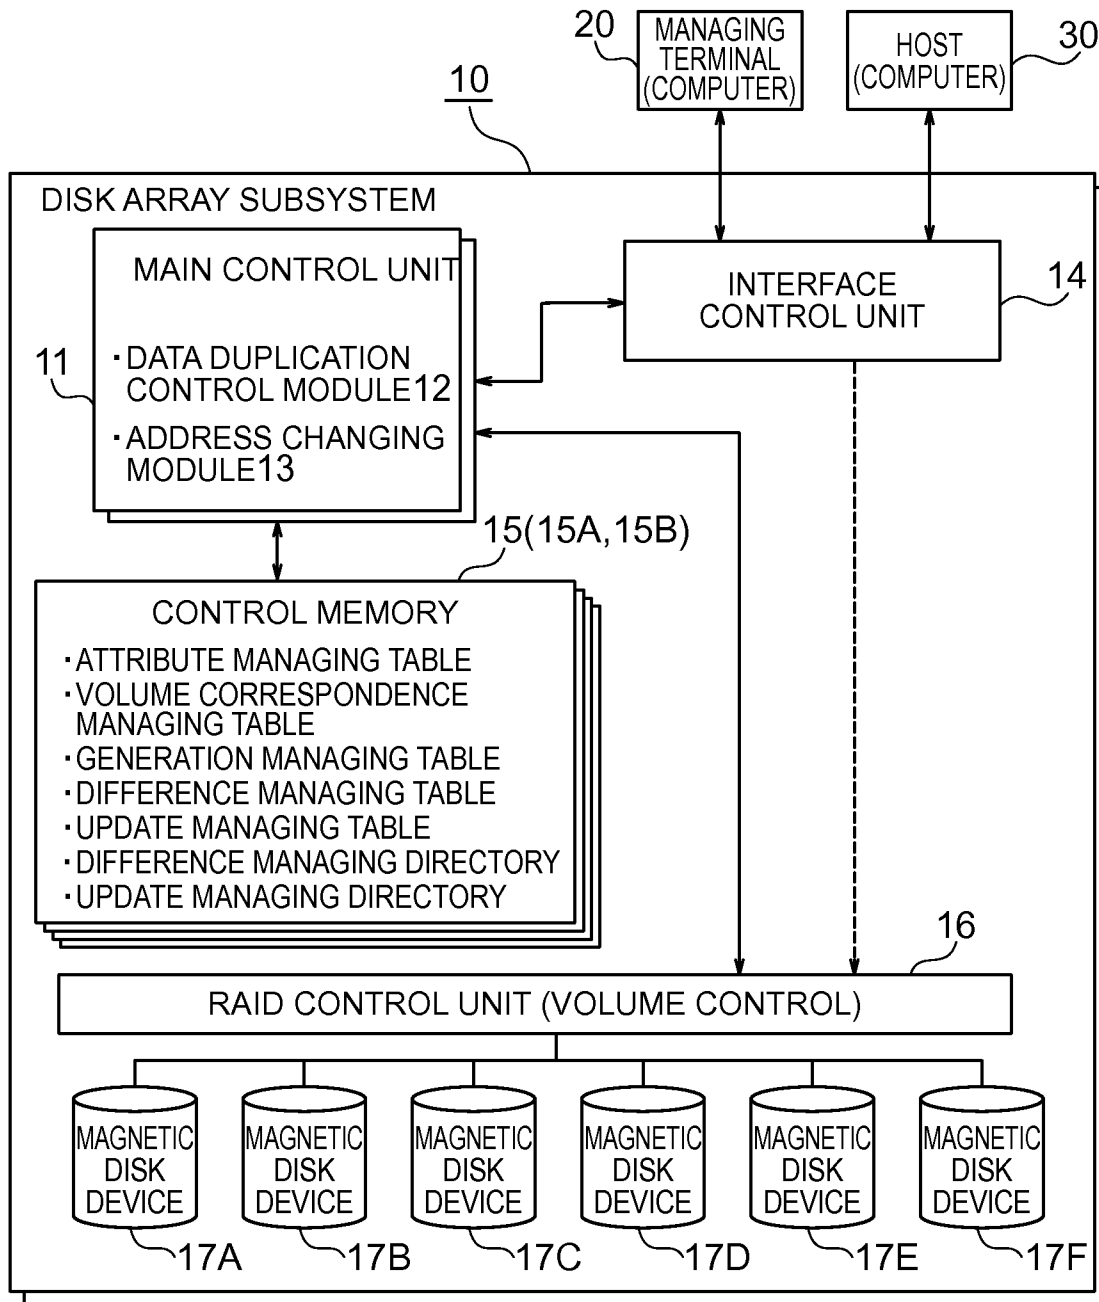 20
MANAGING
TERMINAL
(COMPUTER)
HOST
(COMPUTER)
30
10
DISK ARRAY SUBSYSTEM
MAIN CONTROL UNIT
・DATA DUPLICATION
CONTROL MODULE12
・ADDRESS CHANGING
MODULE13
11
INTERFACE
CONTROL UNIT
14
15(15A,15B)
CONTROL MEMORY
・ATTRIBUTE MANAGING TABLE
・VOLUME CORRESPONDENCE
MANAGING TABLE
・GENERATION MANAGING TABLE
・DIFFERENCE MANAGING TABLE
・UPDATE MANAGING TABLE
・DIFFERENCE MANAGING DIRECTORY
・UPDATE MANAGING DIRECTORY
16
RAID CONTROL UNIT (VOLUME CONTROL)
MAGNETIC
DISK
DEVICE
17A
MAGNETIC
DISK
DEVICE
17B
MAGNETIC
DISK
DEVICE
17C
MAGNETIC
DISK
DEVICE
17D
MAGNETIC
DISK
DEVICE
17E
MAGNETIC
DISK
DEVICE
17F